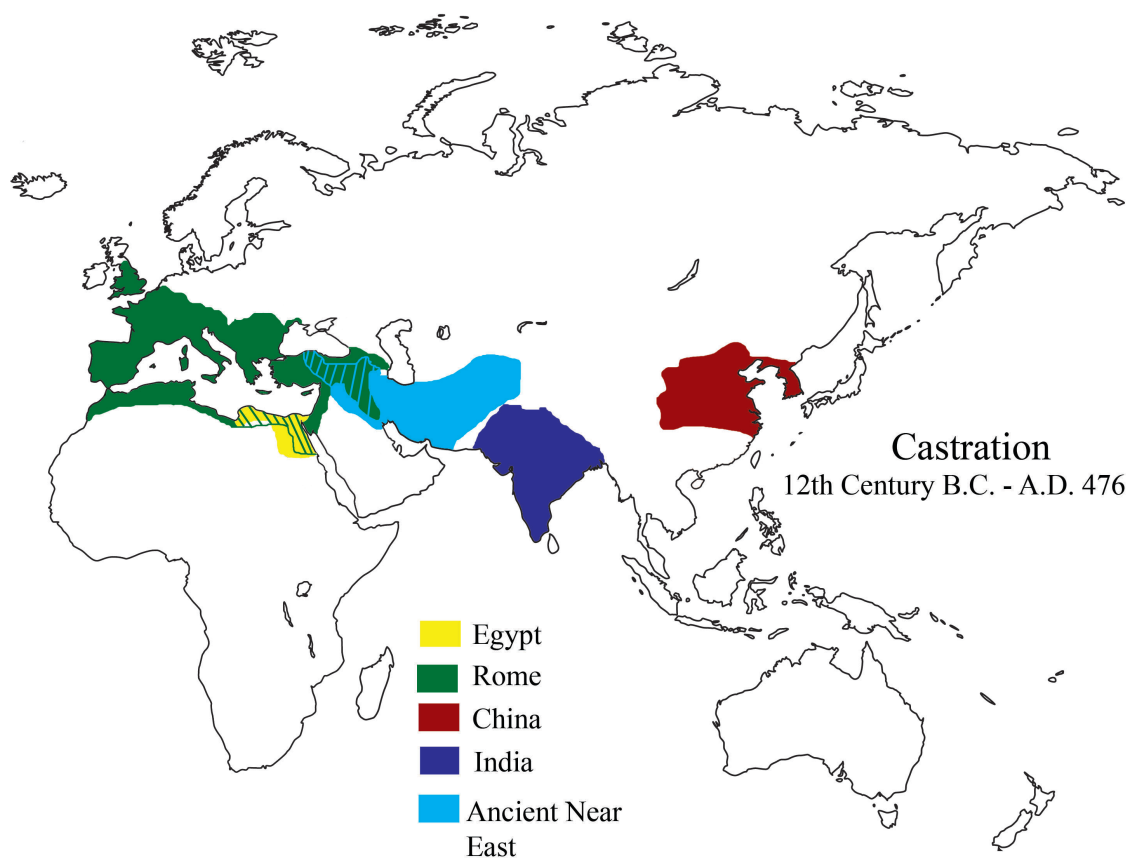 Castration
12th Century B.C. - A.D. 476
Egypt
Rome
China
India
Ancient Near
East